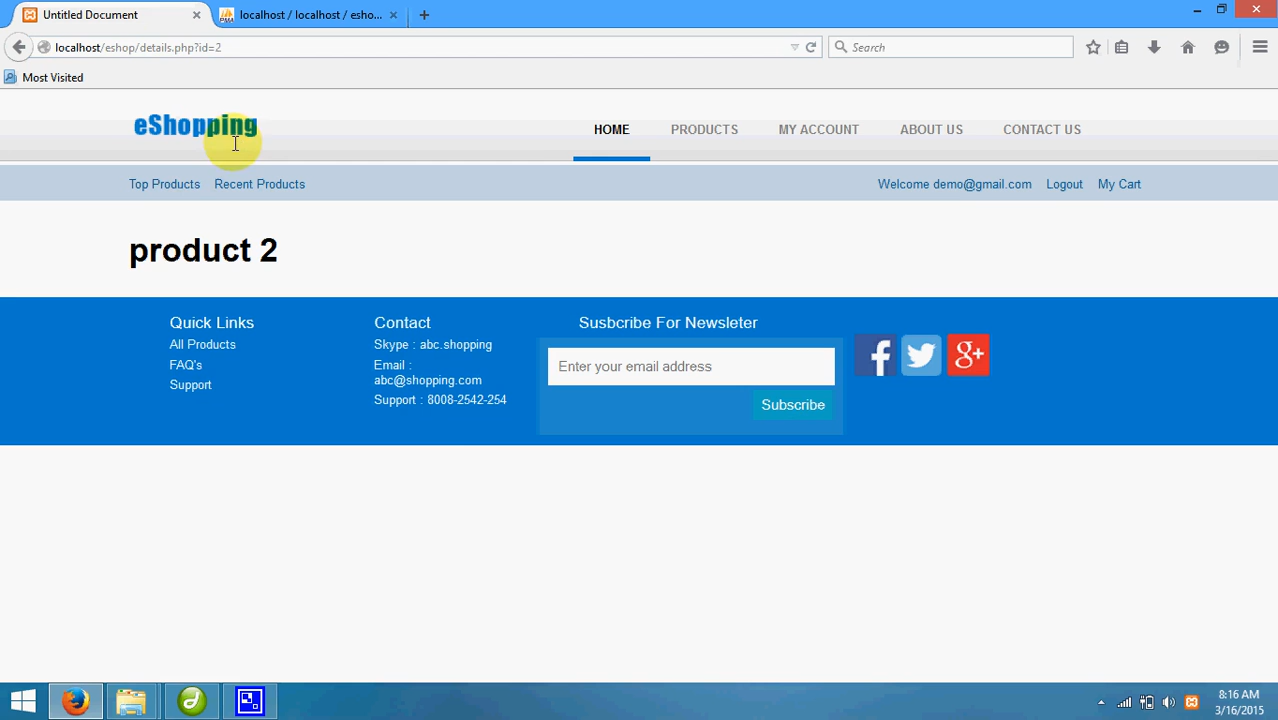 Untitled Document
localhost / localhost / esho...
localhost/eshop/details.php?id=2
Search
Most Visited
eShopping
HOME PRODUCTS MY ACCOUNT ABOUT US CONTACT US
Top Products Recent Products
Welcome demo@gmail.com Logout My Cart
product 2
Quick Links
All Products
FAQ's
Support
Contact
Skype : abc.shopping
Email :
abc@shopping.com
Support : 8008-2542-254
Susbcribe For Newsleter
Enter your email address
Subscribe
8:16 AM
3/16/2015